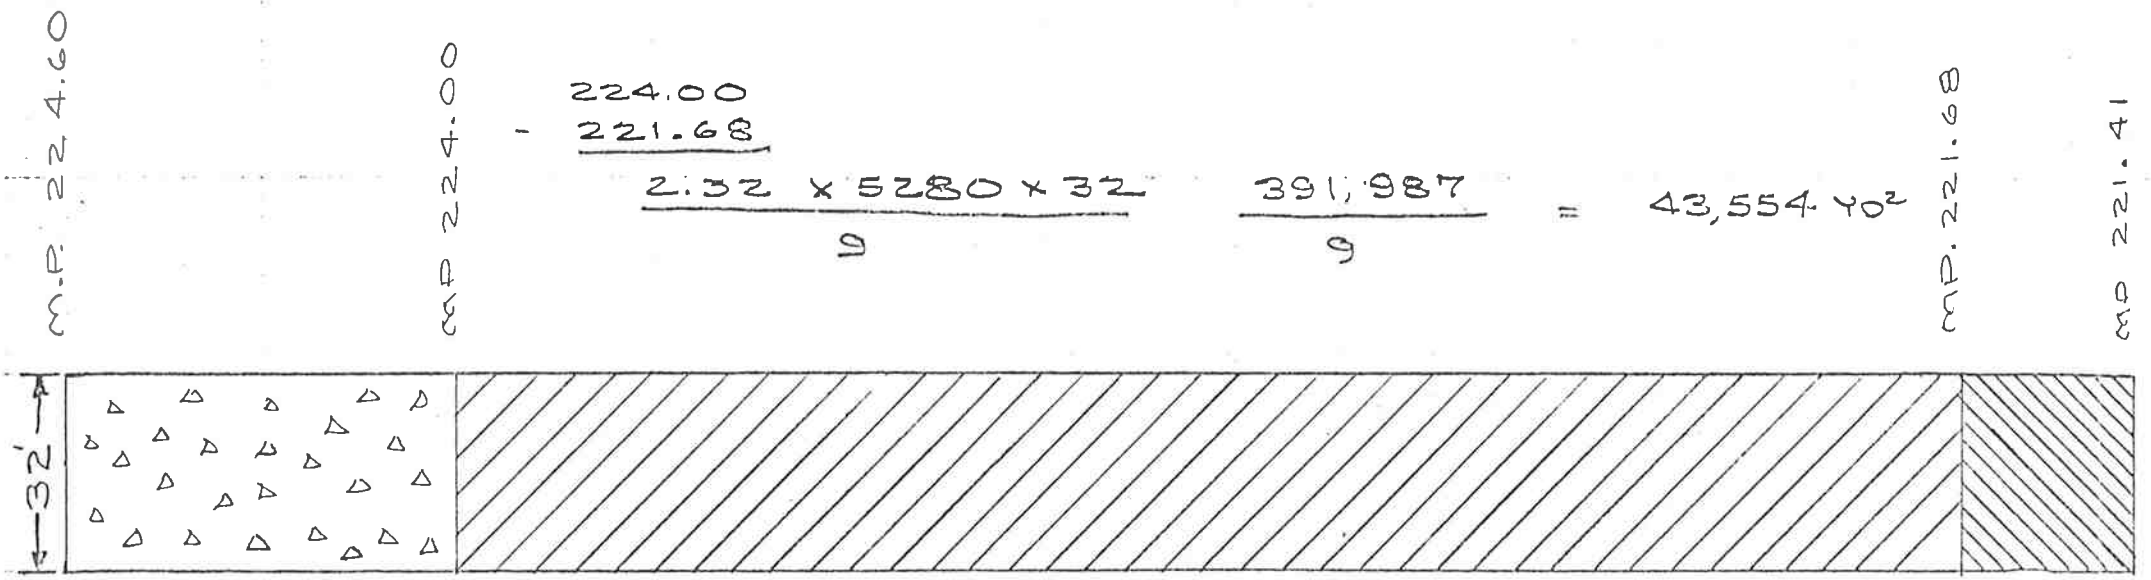 M.P. 224.60
MP 224.00
224.00
- 221.68
2.32 x 5280 x 32
9
391,987
9
= 43,554 YD²
MP. 221.68
MP 221.41
32'